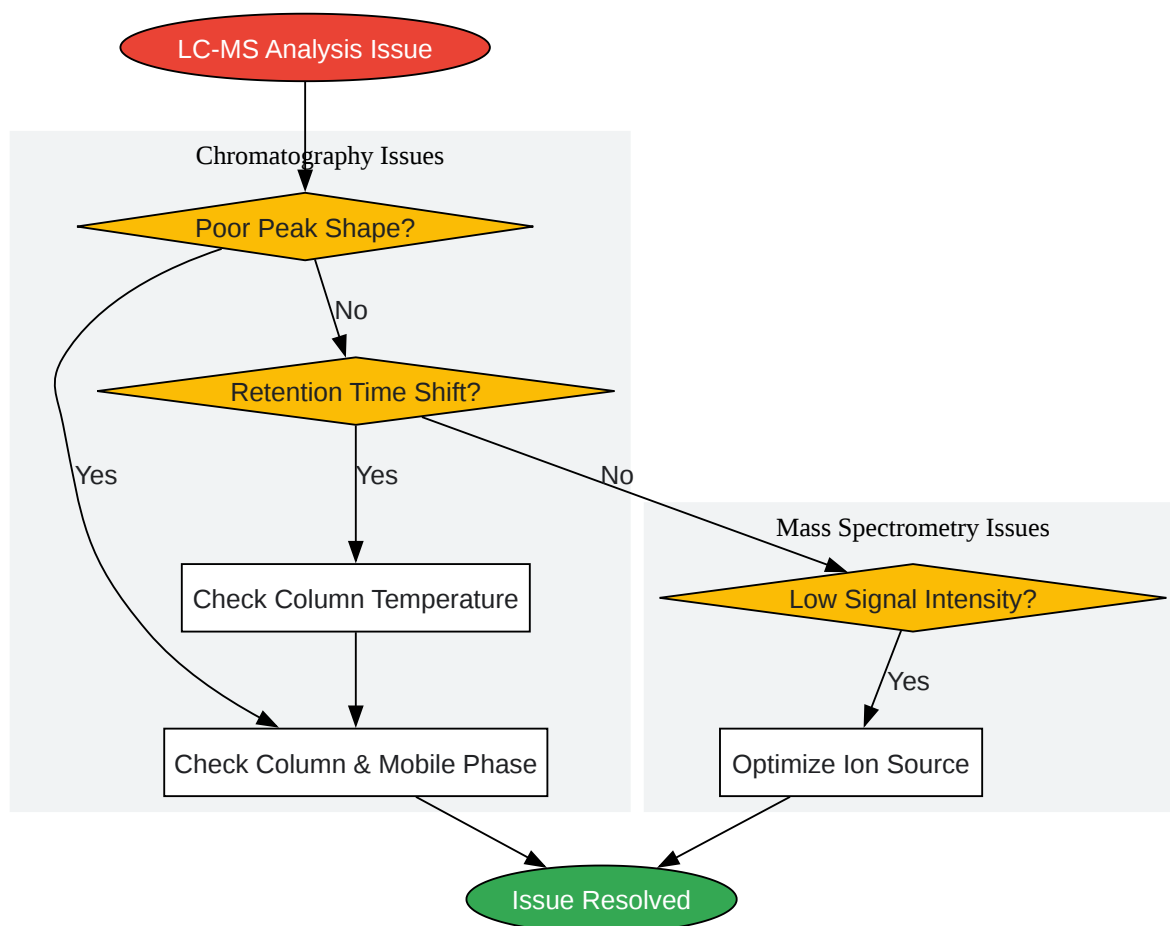 LC-MS Analysis Issue
Chromatography Issues
Poor Peak Shape?
No
Retention Time Shift?
Yes
Yes
No
Mass Spectrometry Issues
Check Column Temperature
Low Signal Intensity?
Yes
Check Column & Mobile Phase
Optimize Ion Source
Issue Resolved